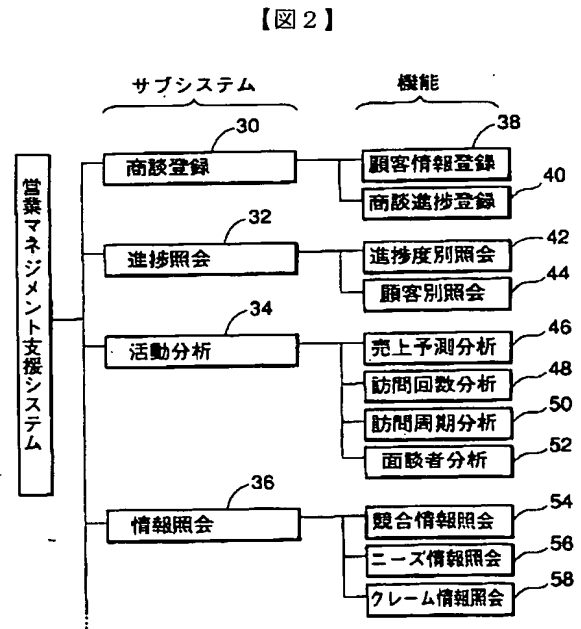 【図2】
サブシステム
機能
営業マネジメント支援システム
30
商談登録
38
顧客情報登録
40
商談進捗登録
32
進捗照会
42
進捗度別照会
44
顧客別照会
34
活動分析
46
売上予測分析
48
訪問回数分析
50
訪問周期分析
52
面談者分析
36
情報照会
54
競合情報照会
56
ニーズ情報照会
58
クレーム情報照会